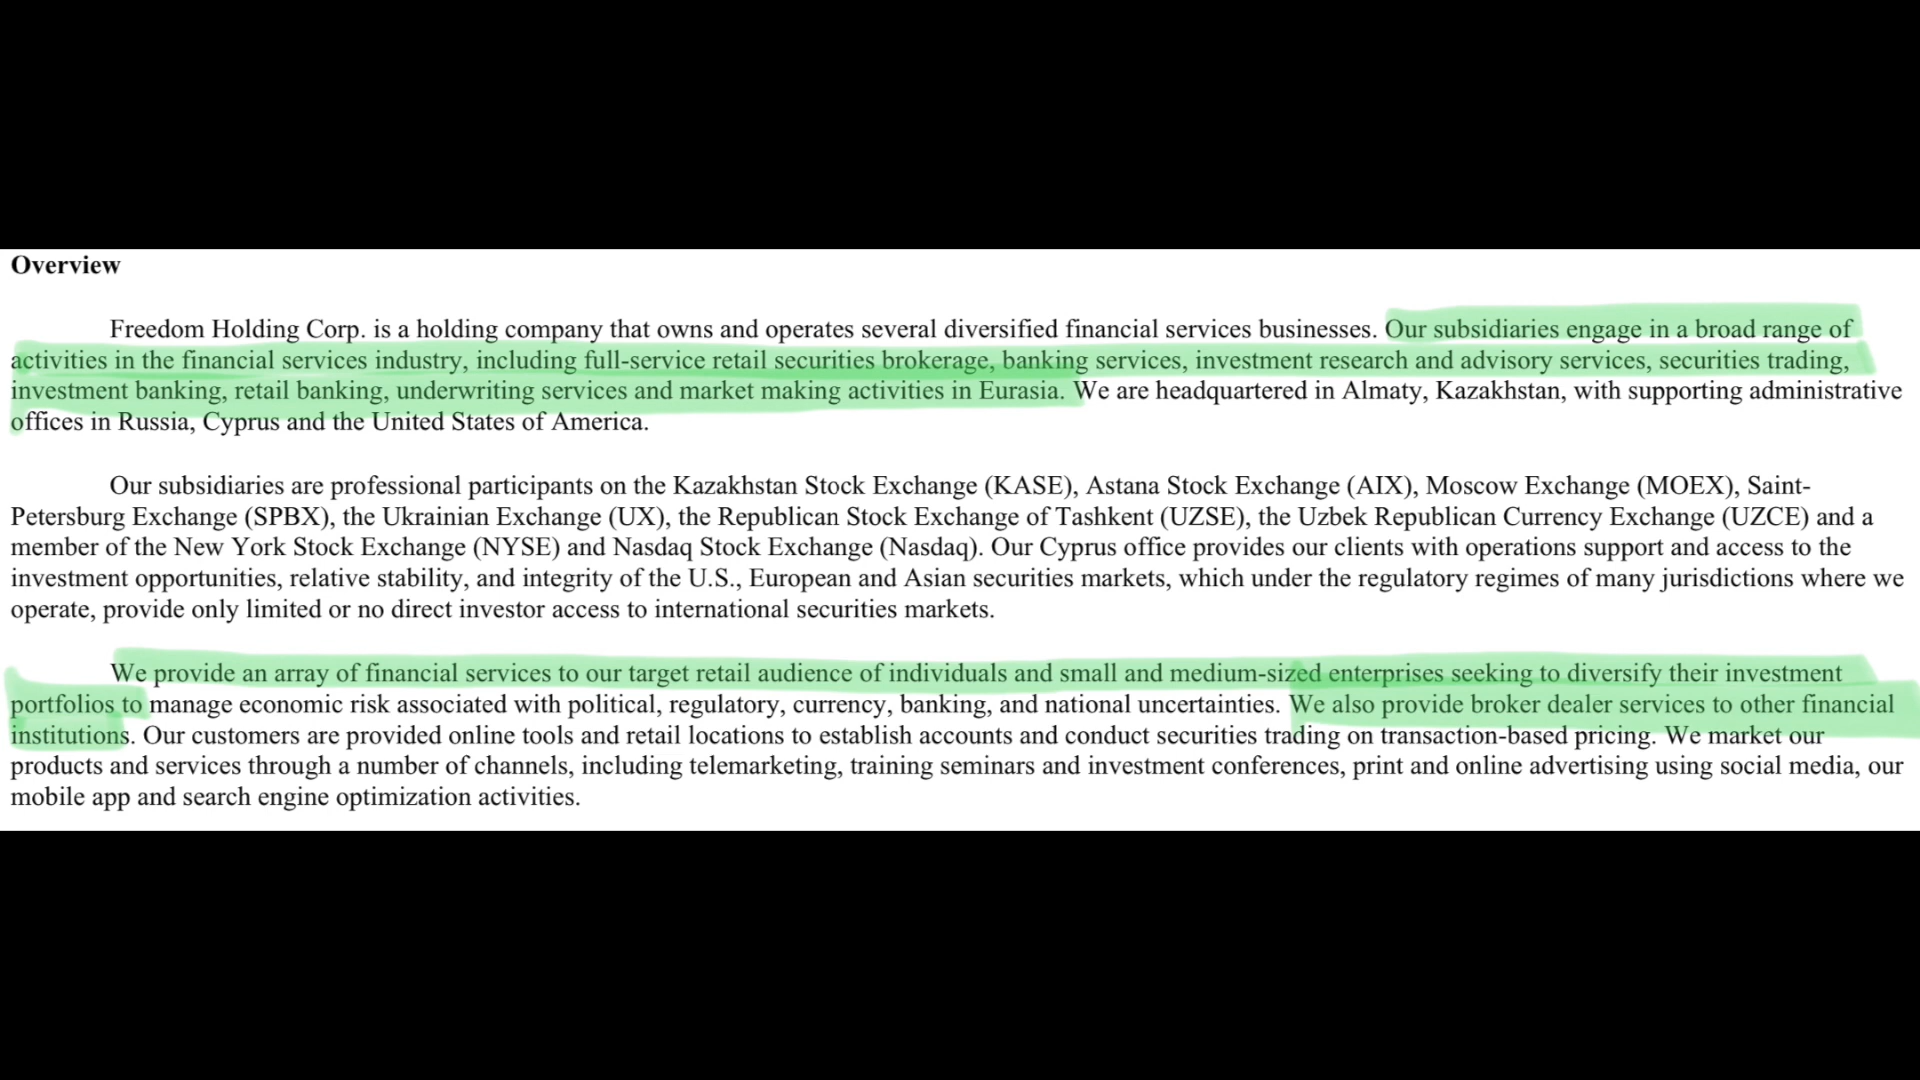 Overview
Freedom Holding Corp. is a holding company that owns and operates several diversified financial services businesses. Our subsidiaries engage in a broad range of
activities in the financial services industry, including full-service retail securities brokerage, banking services, investment research and advisory services, securities trading,
investment banking, retail banking, underwriting services and market making activities in Eurasia. We are headquartered in Almaty, Kazakhstan, with supporting administrative
offices in Russia, Cyprus and the United States of America.
Our subsidiaries are professional participants on the Kazakhstan Stock Exchange (KASE), Astana Stock Exchange (AIX), Moscow Exchange (MOEX), Saint-
Petersburg Exchange (SPBX), the Ukrainian Exchange (UX), the Republican Stock Exchange of Tashkent (UZSE), the Uzbek Republican Currency Exchange (UZCE) and a
member of the New York Stock Exchange (NYSE) and Nasdaq Stock Exchange (Nasdaq). Our Cyprus office provides our clients with operations support and access to the
investment opportunities, relative stability, and integrity of the U.S., European and Asian securities markets, which under the regulatory regimes of many jurisdictions where we
operate, provide only limited or no direct investor access to international securities markets.
We provide an array of financial services to our target retail audience of individuals and small and medium-sized enterprises seeking to diversify their investment
portfolios to manage economic risk associated with political, regulatory, currency, banking, and national uncertainties. We also provide broker dealer services to other financial
institutions. Our customers are provided online tools and retail locations to establish accounts and conduct securities trading on transaction-based pricing. We market our
products and services through a number of channels, including telemarketing, training seminars and investment conferences, print and online advertising using social media, our
mobile app and search engine optimization activities.